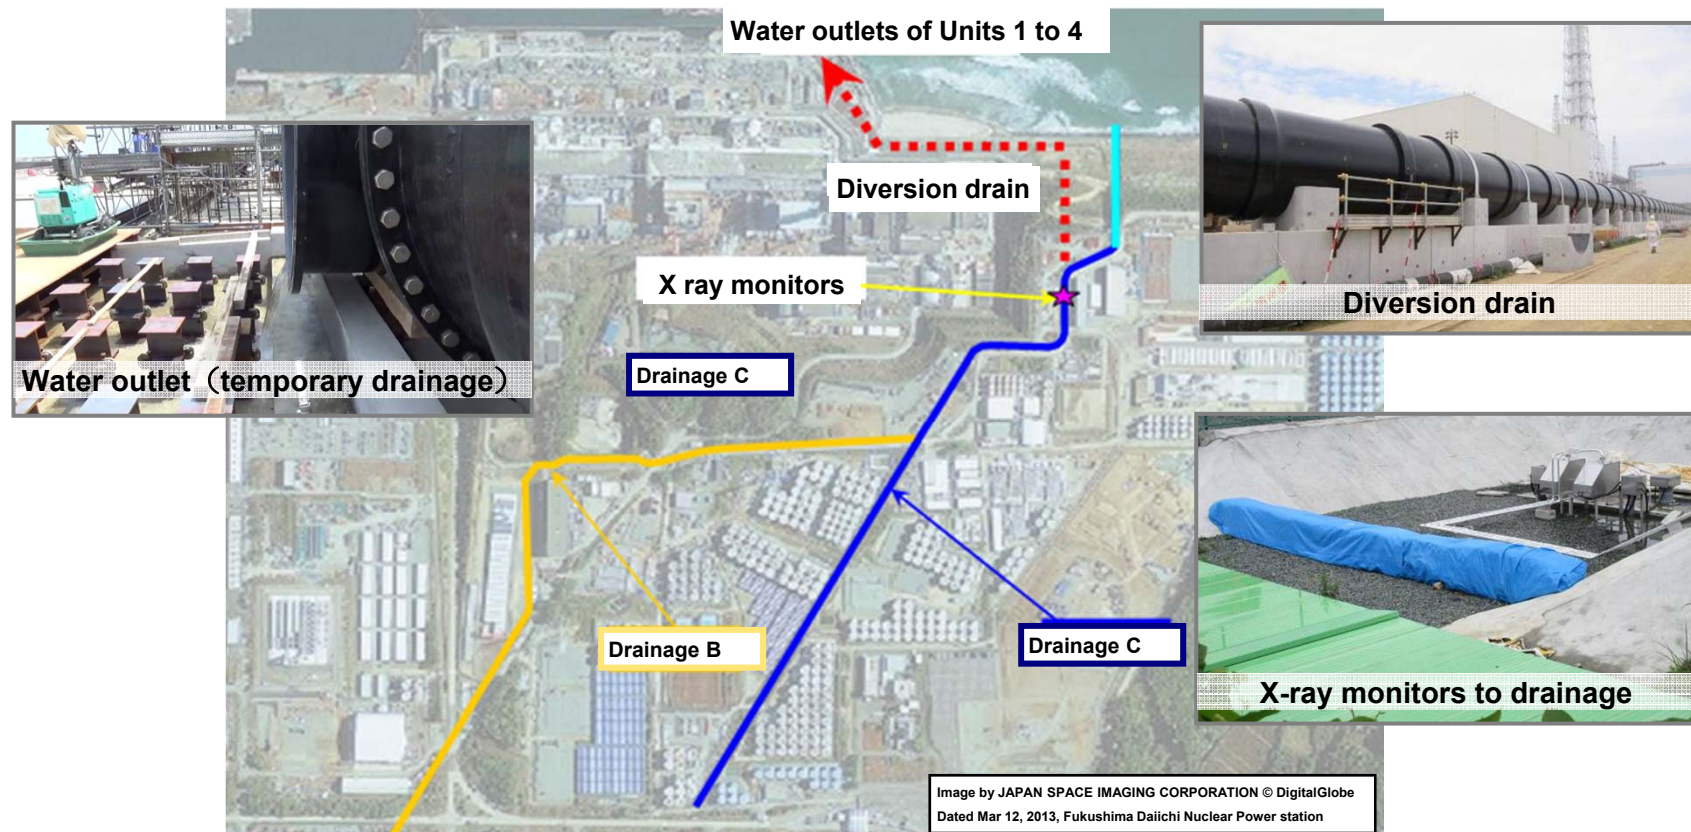 Water outlets of Units 1 to 4
Diversion drain
X ray monitors
Diversion drain
Water outlet（temporary drainage）
Drainage C
Drainage B
Drainage C
X-ray monitors to drainage
Image by JAPAN SPACE IMAGING CORPORATION © DigitalGlobe
Dated Mar 12, 2013, Fukushima Daiichi Nuclear Power station